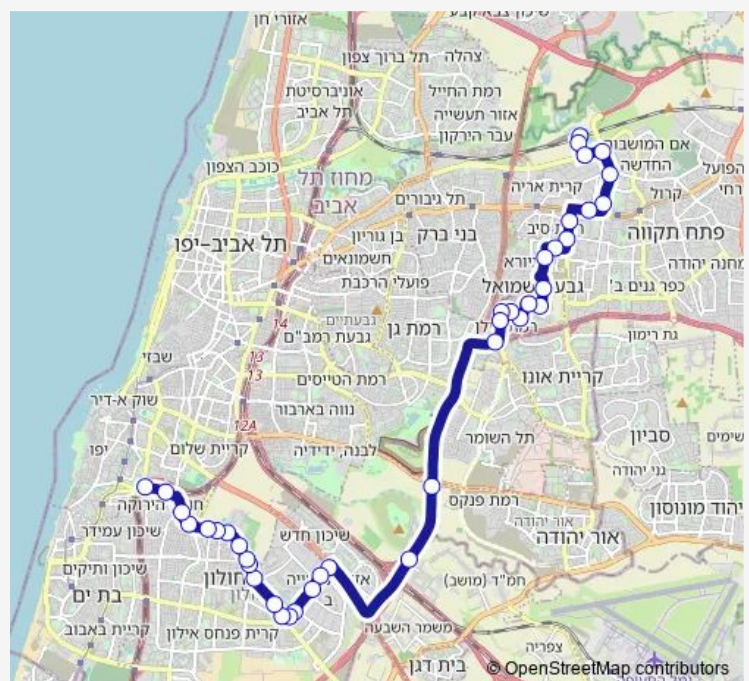 אזורי חן
צהלה
תל ברוך צפון
רמת החייל
אוניברסיטת
תל אביב
אזור תעשייה
עבר הירקון
אם המושבות
החדשה
כוכב הצפון
מחוז תל
אביב
קרית אריה
קרול
הפועל
תל גיבורים
תל אביב–יפו
בן גוריון
בני ברק
פתח תקווה
חשמונאים
מחנה יהודה
פועלי הרכבת
כפר גנים ב'
14
גבעתיים
גבעת רמב"ם
רמת גן
גת רימון
שבזי
13
13
רמת הטייסים
קריית אונו
שוק א-דיר
נווה בארבור
12A
סביון
יפו
קריית שלום
לבנה, ידידיה
תל השומר
גני יהודה
רמת פנקס
יהוד מונוסון
שיכון עמידר
שיכון חדש
אור יהודה
אור יהודה
שיכון ותיקים
חולון
בת ים
חמ"ד (מושב)
קריית באבוב
קרית פנחס אילון
משמר השבעה
צפריה
בית דגן
© OpenStreetMap contributors